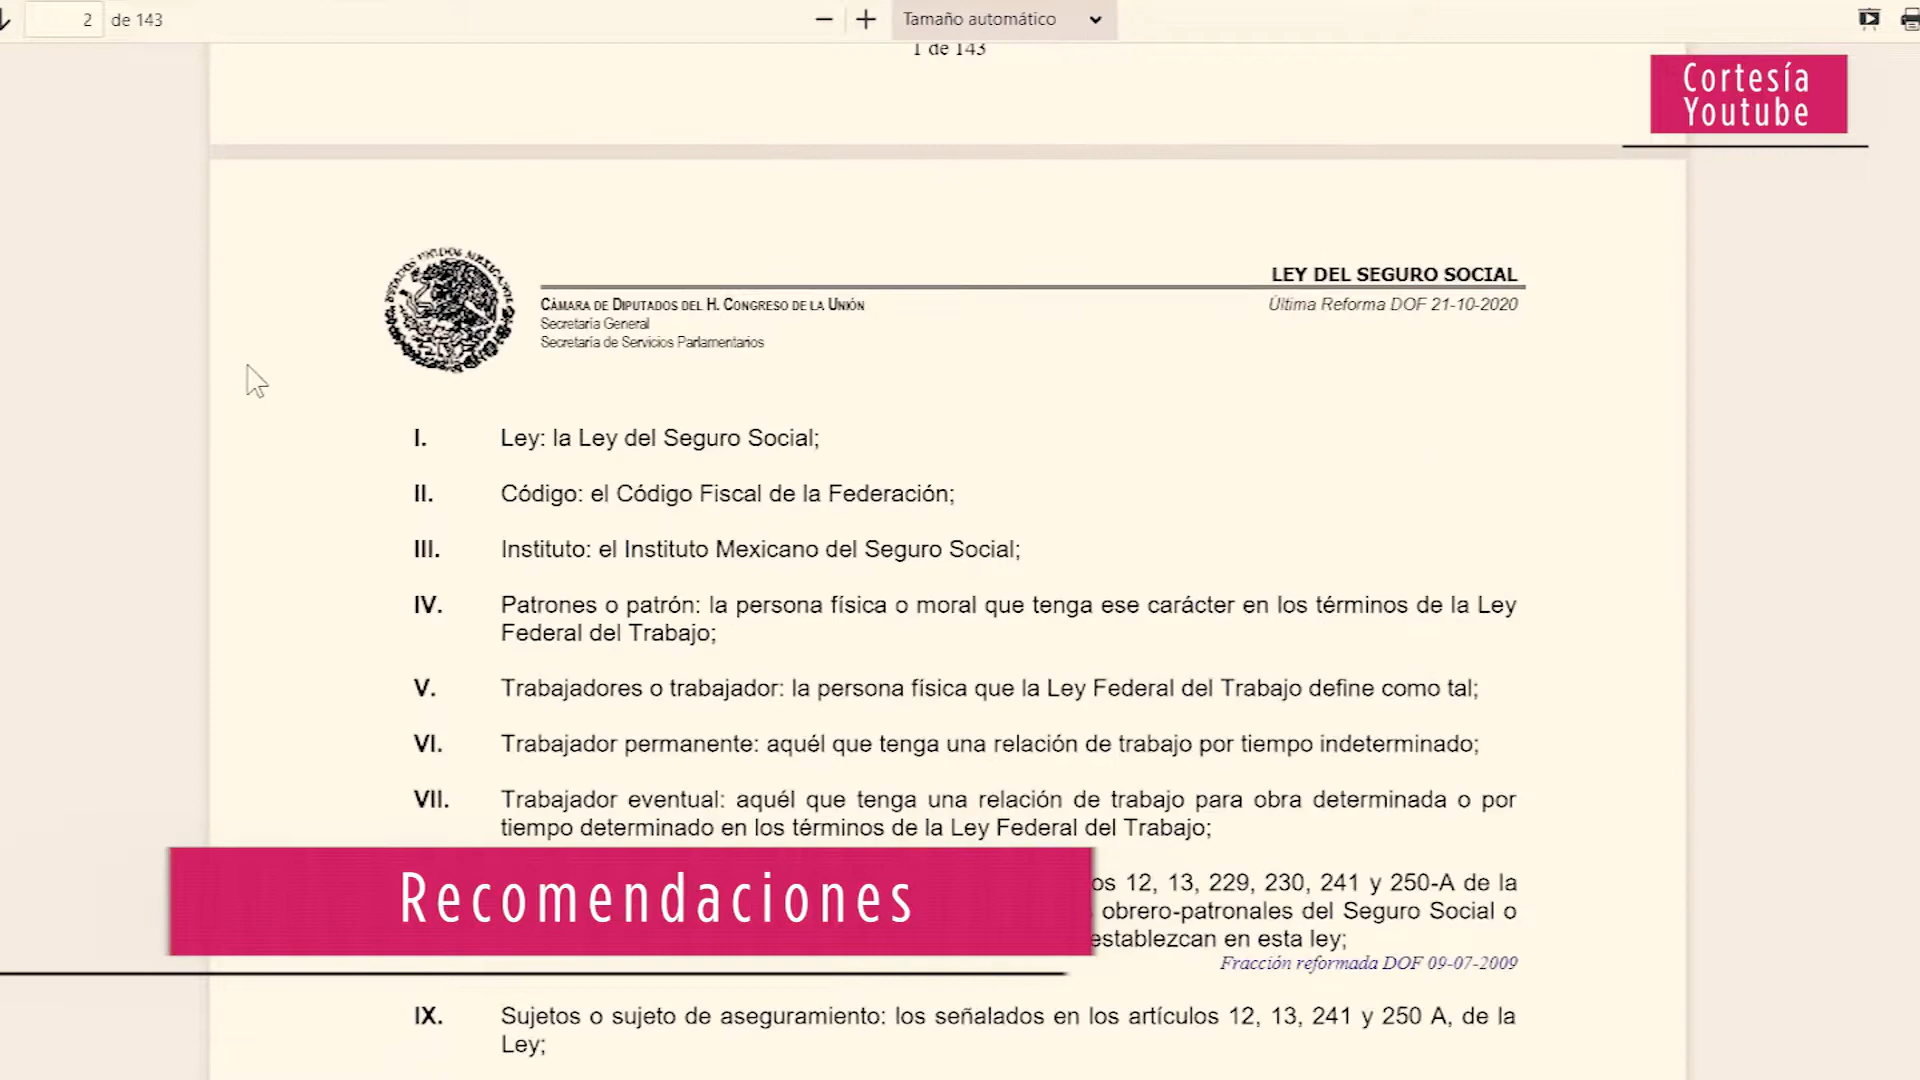 2 de 143
Tamaño automático
1 de 143
Cortesía
Youtube
ESTADOS UNIDOS MEXICANOS
LEY DEL SEGURO SOCIAL
CÁMARA DE DIPUTADOS DEL H. CONGRESO DE LA UNIÓN
Última Reforma DOF 21-10-2020
Secretaría General
Secretaría de Servicios Parlamentarios
I. Ley: la Ley del Seguro Social;
II. Código: el Código Fiscal de la Federación;
III. Instituto: el Instituto Mexicano del Seguro Social;
IV. Patrones o patrón: la persona física o moral que tenga ese carácter en los términos de la Ley
Federal del Trabajo;
V. Trabajadores o trabajador: la persona física que la Ley Federal del Trabajo define como tal;
VI. Trabajador permanente: aquél que tenga una relación de trabajo por tiempo indeterminado;
VII. Trabajador eventual: aquél que tenga una relación de trabajo para obra determinada o por
tiempo determinado en los términos de la Ley Federal del Trabajo;
Recomendaciones
os 12, 13, 229, 230, 241 y 250-A de la
obrero-patronales del Seguro Social o
establezcan en esta ley;
Fracción reformada DOF 09-07-2009
IX. Sujetos o sujeto de aseguramiento: los señalados en los artículos 12, 13, 241 y 250 A, de la
Ley;